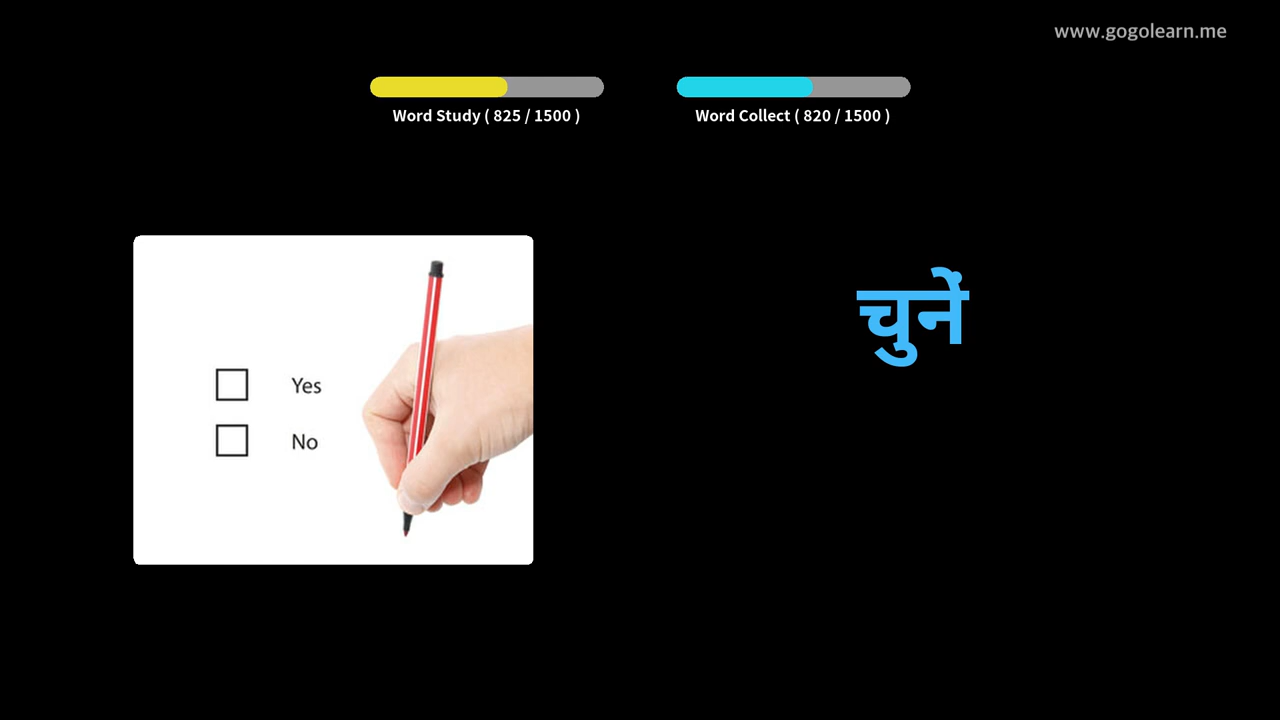 www.gogolearn.me
Word Study ( 825 / 1500 )
Word Collect ( 820 / 1500 )
Yes
No
चुनें